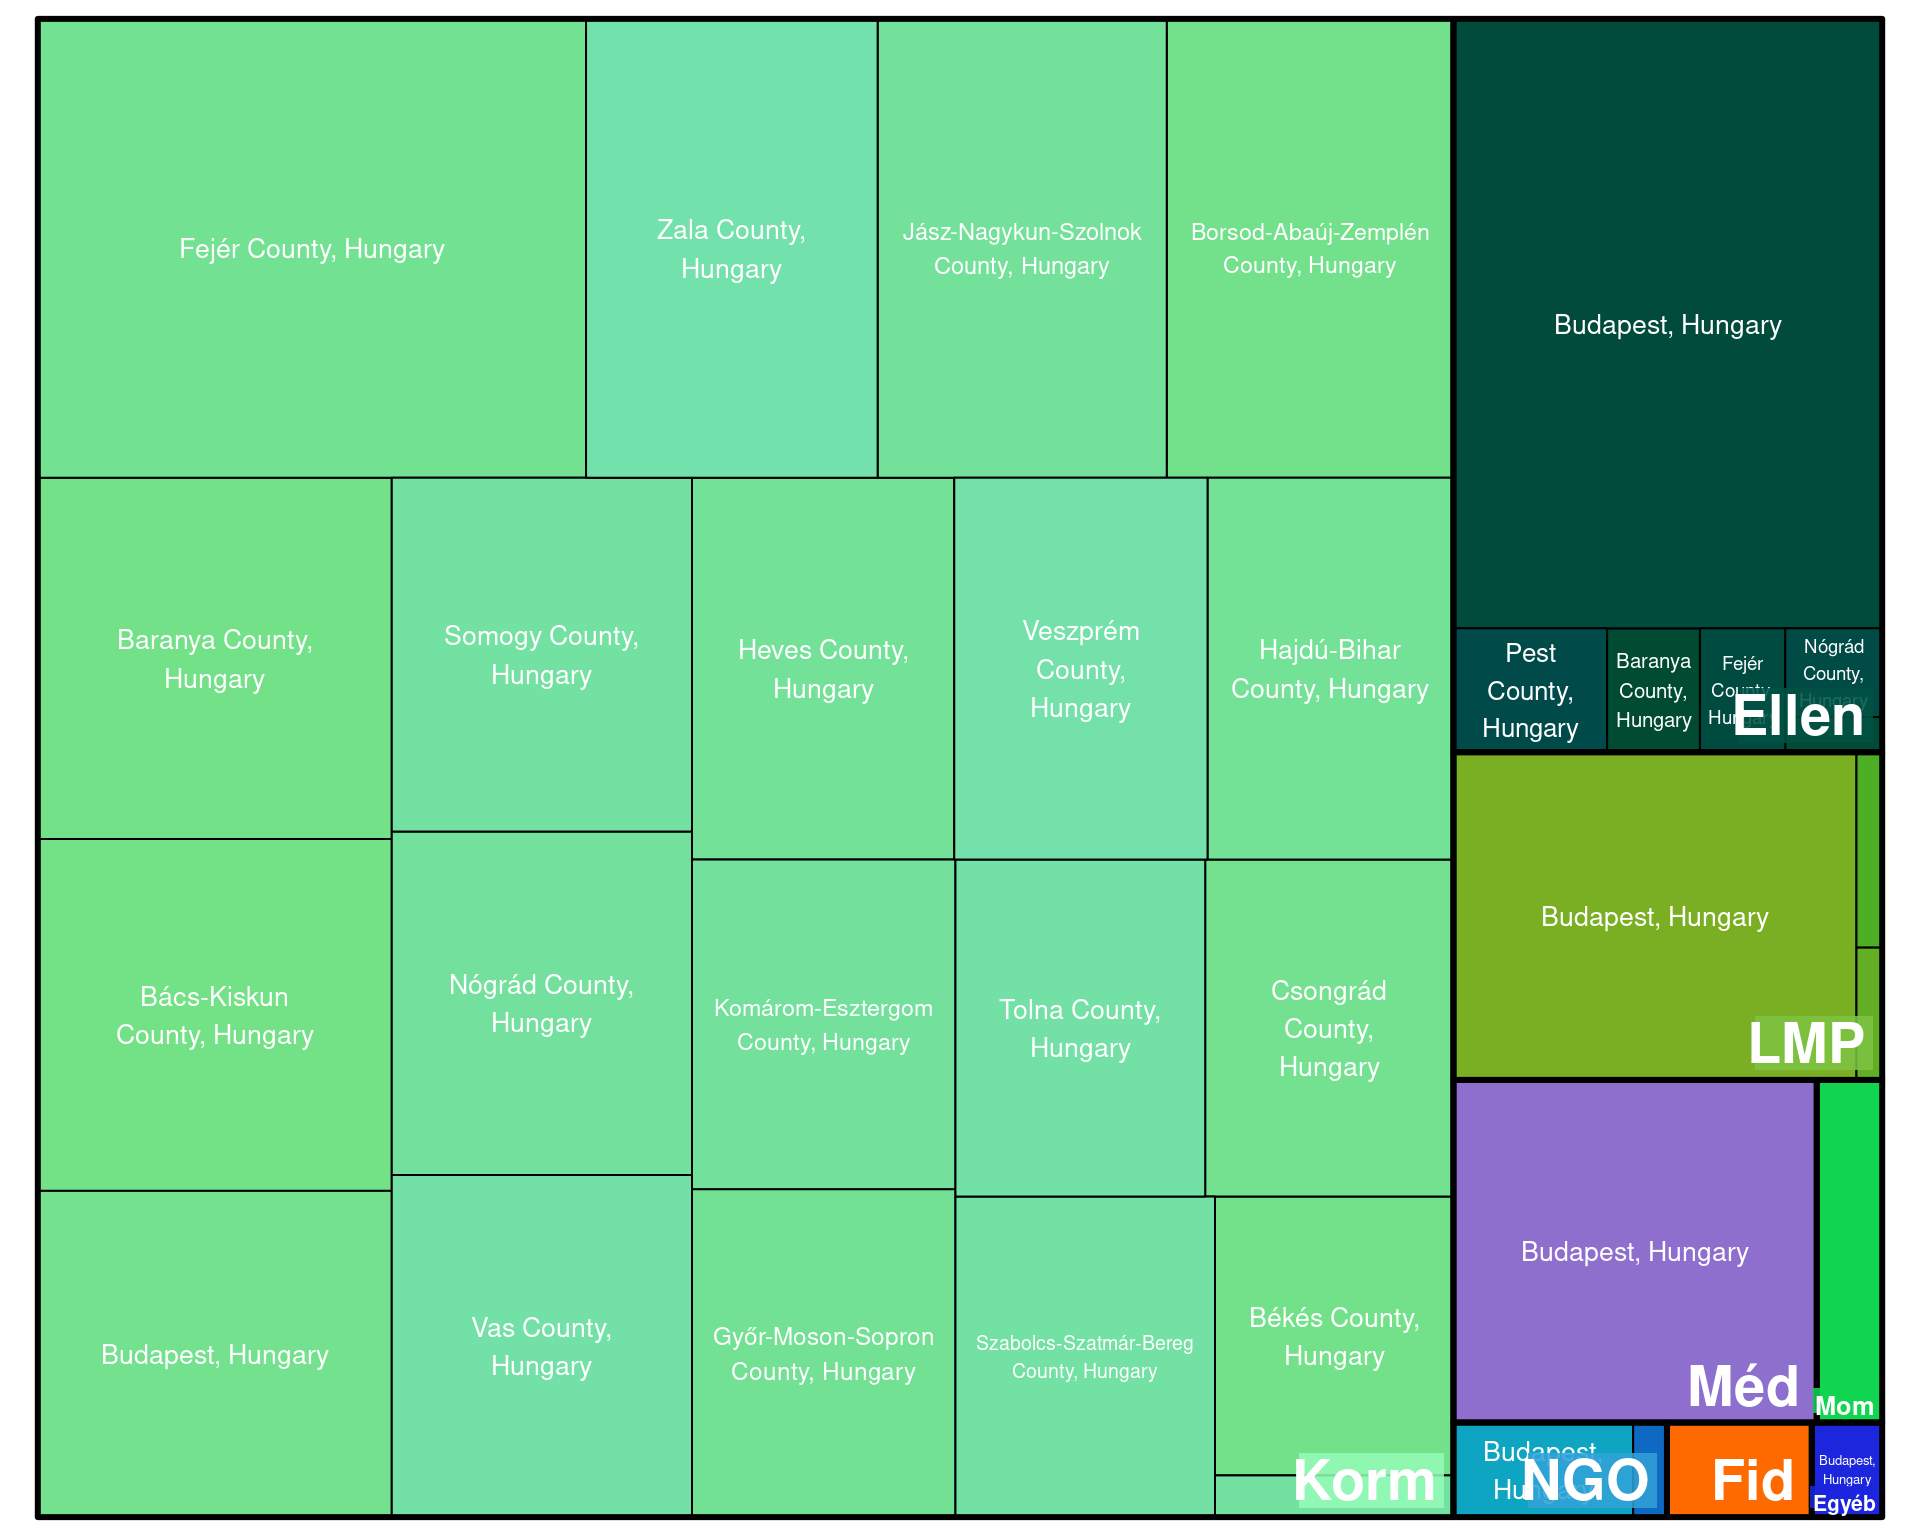 Fejér County, Hungary
Zala County,
Hungary
Jász-Nagykun-Szolnok
County, Hungary
Borsod-Abaúj-Zemplén
County, Hungary
Baranya County,
Hungary
Somogy County,
Hungary
Heves County,
Hungary
Veszprém
County,
Hungary
Hajdú-Bihar
County, Hungary
Bács-Kiskun
County, Hungary
Nógrád County,
Hungary
Komárom-Esztergom
County, Hungary
Tolna County,
Hungary
Csongrád
County,
Hungary
Budapest, Hungary
Vas County,
Hungary
Győr-Moson-Sopron
County, Hungary
Szabolcs-Szatmár-Bereg
County, Hungary
Békés County,
Hungary
Korm
Budapest, Hungary
Pest
County,
Hungary
Baranya
County,
Hungary
Fejér
County,
Hungary
Nógrád
County,
Hungary
Ellen
Budapest, Hungary
LMP
Budapest, Hungary
Méd
Mom
Budapest,
Hungary
NGO
Fid
Budapest,
Hungary
Egyéb